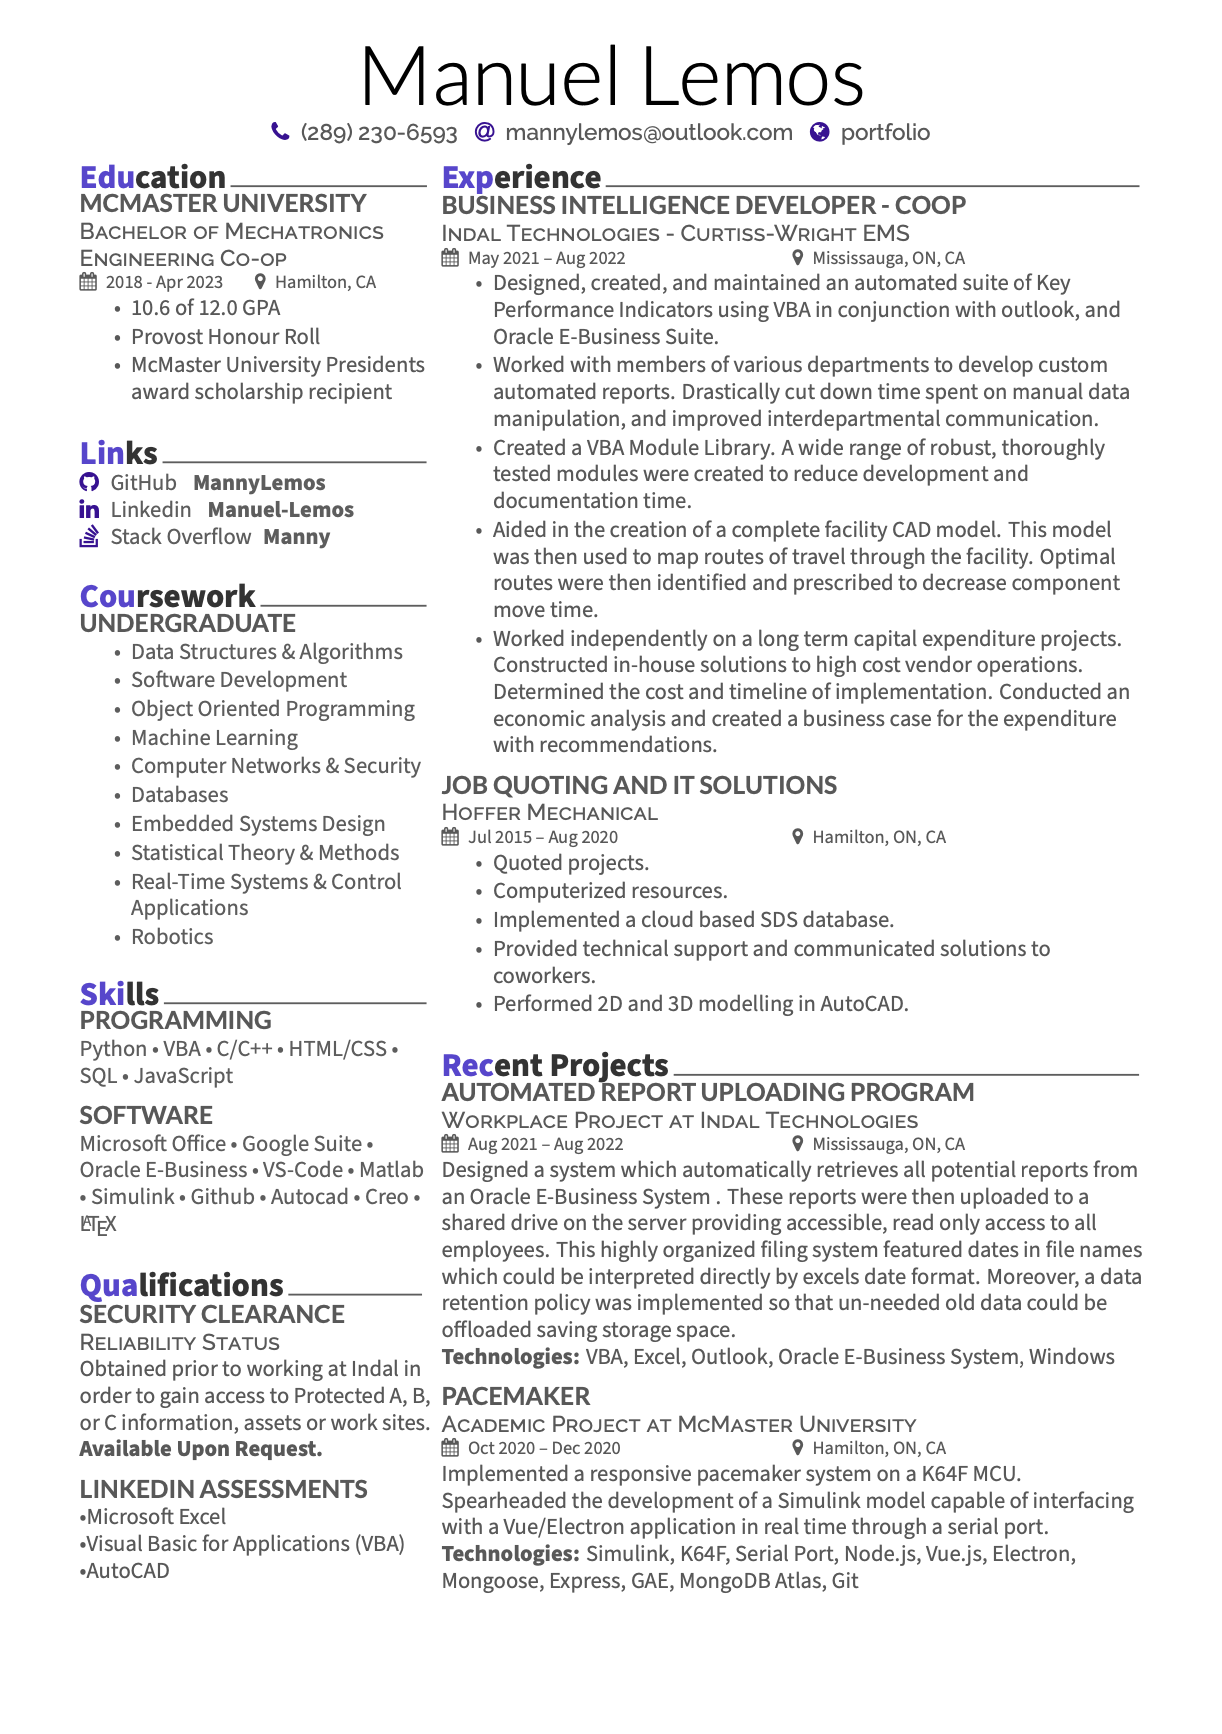 Manuel Lemos
(289) 230-6593 mannylemos@outlook.com portfolio
Education
MCMASTER UNIVERSITY
Bachelor of Mechatronics
Engineering Co-op
2018 - Apr 2023 Hamilton, CA
• 10.6 of 12.0 GPA
• Provost Honour Roll
• McMaster University Presidents
award scholarship recipient
Links
GitHub MannyLemos
Linkedin Manuel-Lemos
Stack Overflow Manny
Coursework
UNDERGRADUATE
• Data Structures & Algorithms
• Software Development
• Object Oriented Programming
• Machine Learning
• Computer Networks & Security
• Databases
• Embedded Systems Design
• Statistical Theory & Methods
• Real-Time Systems & Control
Applications
• Robotics
Skills
PROGRAMMING
Python • VBA • C/C++ • HTML/CSS •
SQL • JavaScript
SOFTWARE
Microsoft Office • Google Suite •
Oracle E-Business • VS-Code • Matlab
• Simulink • Github • Autocad • Creo •
LATEX
Qualifications
SECURITY CLEARANCE
Reliability Status
Obtained prior to working at Indal in
order to gain access to Protected A, B,
or C information, assets or work sites.
Available Upon Request.
LINKEDIN ASSESSMENTS
•Microsoft Excel
•Visual Basic for Applications (VBA)
•AutoCAD
Experience
BUSINESS INTELLIGENCE DEVELOPER - COOP
Indal Technologies - Curtiss-Wright EMS
May 2021 – Aug 2022 Mississauga, ON, CA
• Designed, created, and maintained an automated suite of Key
Performance Indicators using VBA in conjunction with outlook, and
Oracle E-Business Suite.
• Worked with members of various departments to develop custom
automated reports. Drastically cut down time spent on manual data
manipulation, and improved interdepartmental communication.
• Created a VBA Module Library. A wide range of robust, thoroughly
tested modules were created to reduce development and
documentation time.
• Aided in the creation of a complete facility CAD model. This model
was then used to map routes of travel through the facility. Optimal
routes were then identified and prescribed to decrease component
move time.
• Worked independently on a long term capital expenditure projects.
Constructed in-house solutions to high cost vendor operations.
Determined the cost and timeline of implementation. Conducted an
economic analysis and created a business case for the expenditure
with recommendations.
JOB QUOTING AND IT SOLUTIONS
Hoffer Mechanical
Jul 2015 – Aug 2020 Hamilton, ON, CA
• Quoted projects.
• Computerized resources.
• Implemented a cloud based SDS database.
• Provided technical support and communicated solutions to
coworkers.
• Performed 2D and 3D modelling in AutoCAD.
Recent Projects
AUTOMATED REPORT UPLOADING PROGRAM
Workplace Project at Indal Technologies
Aug 2021 – Aug 2022 Mississauga, ON, CA
Designed a system which automatically retrieves all potential reports from
an Oracle E-Business System . These reports were then uploaded to a
shared drive on the server providing accessible, read only access to all
employees. This highly organized filing system featured dates in file names
which could be interpreted directly by excels date format. Moreover, a data
retention policy was implemented so that un-needed old data could be
offloaded saving storage space.
Technologies: VBA, Excel, Outlook, Oracle E-Business System, Windows
PACEMAKER
Academic Project at McMaster University
Oct 2020 – Dec 2020 Hamilton, ON, CA
Implemented a responsive pacemaker system on a K64F MCU.
Spearheaded the development of a Simulink model capable of interfacing
with a Vue/Electron application in real time through a serial port.
Technologies: Simulink, K64F, Serial Port, Node.js, Vue.js, Electron,
Mongoose, Express, GAE, MongoDB Atlas, Git